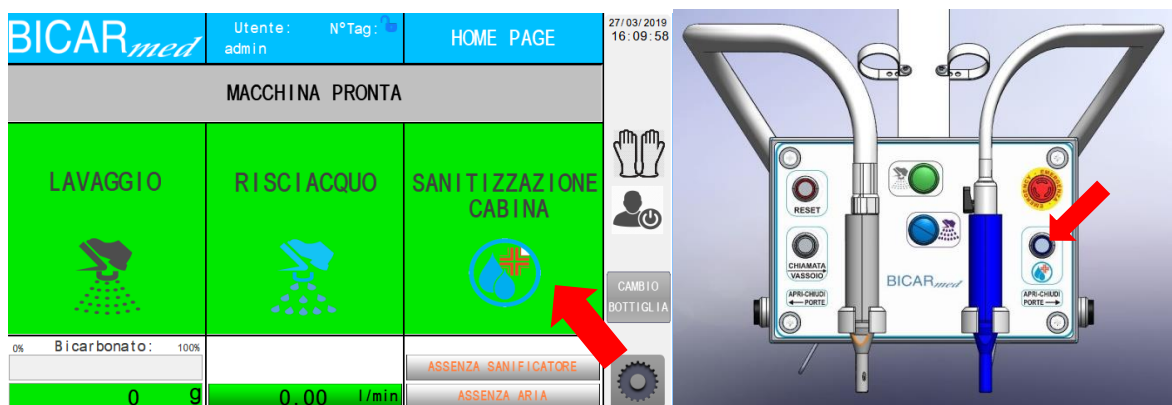 BICARmed
Utente: N°Tag:
admin
HOME PAGE
27/03/2019
16:09:58
MACCHINA PRONTA
LAVAGGIO
RISCIACQUO
SANITIZZAZIONE
CABINA
CAMBIO
BOTTIGLIA
0% Bicarbonato: 100%
0 g
0.00 l/min
ASSENZA SANIFICATORE
ASSENZA ARIA
RESET
CHIAMATA
VASSOIO
APRI-CHIUDI
PORTE
BICARmed
EMERGENZA
APRI-CHIUDI
PORTE